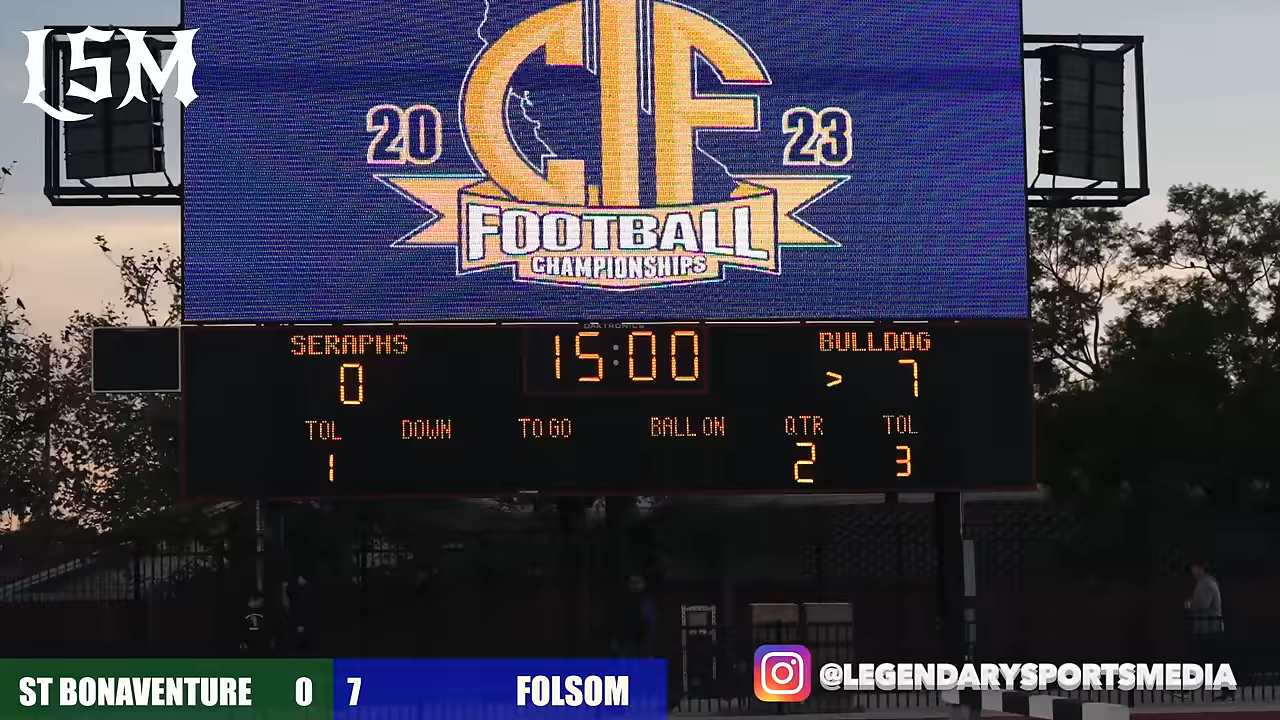 LSM
CIF
20 23
FOOTBALL
CHAMPIONSHIPS
DAKTRONICS
SERAPHS 15:00 BULLDOG
0 > 7
TOL DOWN TO GO BALL ON QTR TOL
1 2 3
ST BONAVENTURE 0 7 FOLSOM
@LEGENDARYSPORTSMEDIA